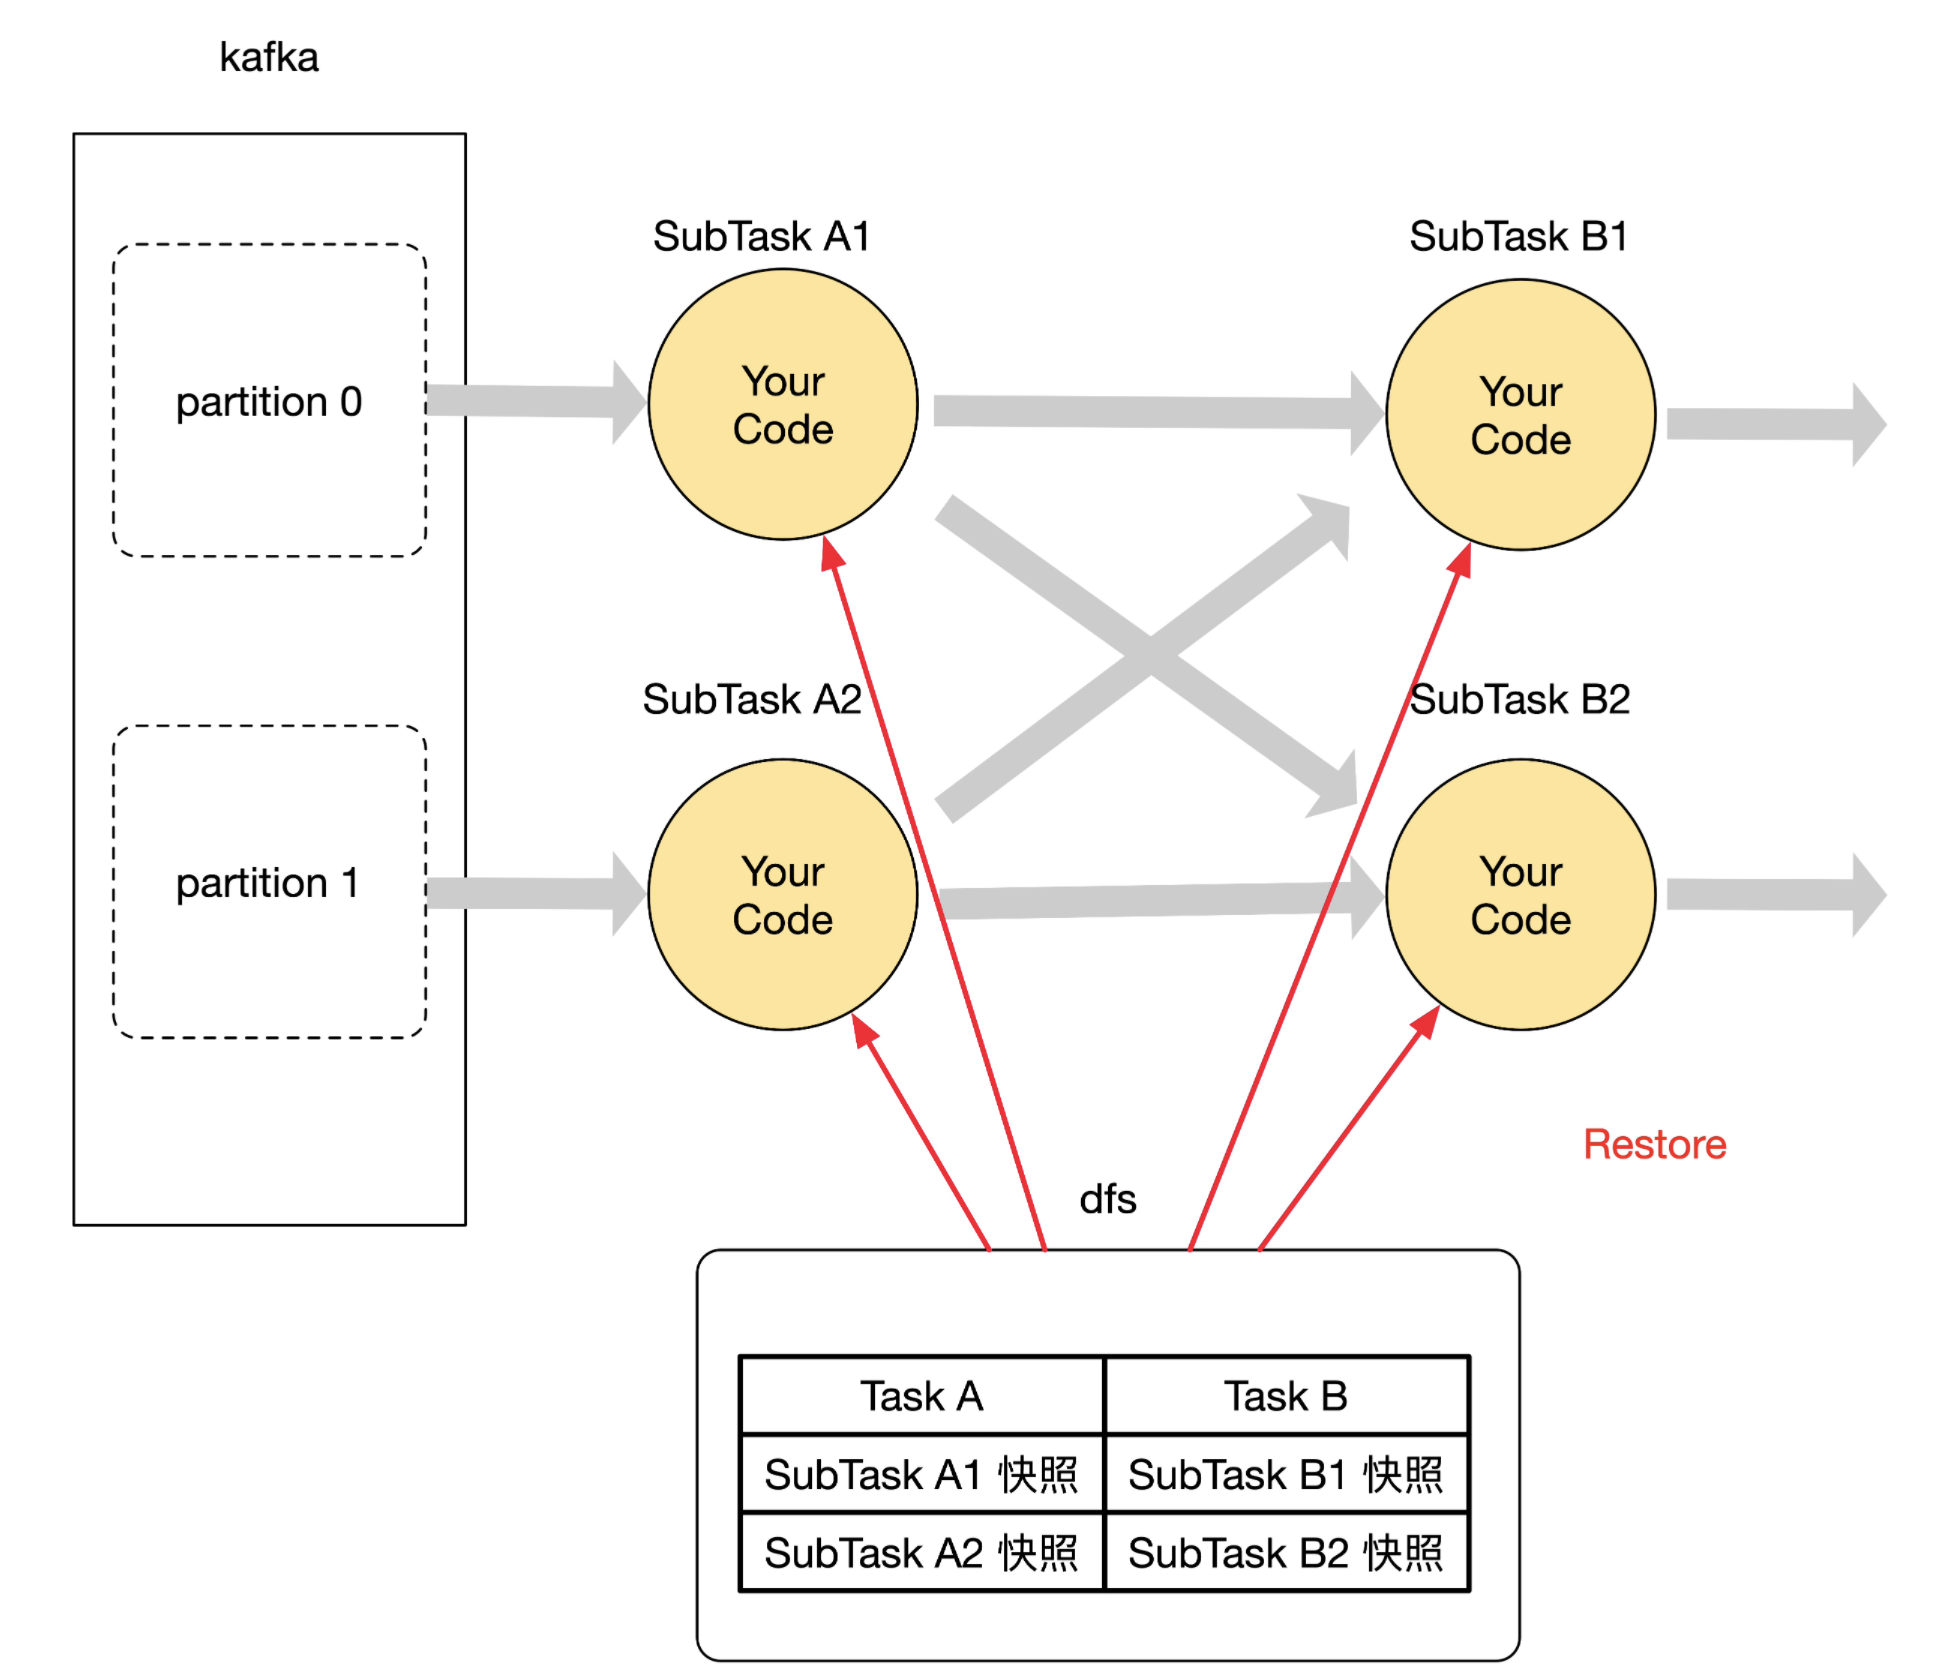 kafka
SubTask A1
SubTask B1
partition 0
Your
Code
Your
Code
SubTask A2
SubTask B2
partition 1
Your
Code
Your
Code
Restore
dfs
Task A
Task B
SubTask A1 快照
SubTask B1 快照
SubTask A2 快照
SubTask B2 快照